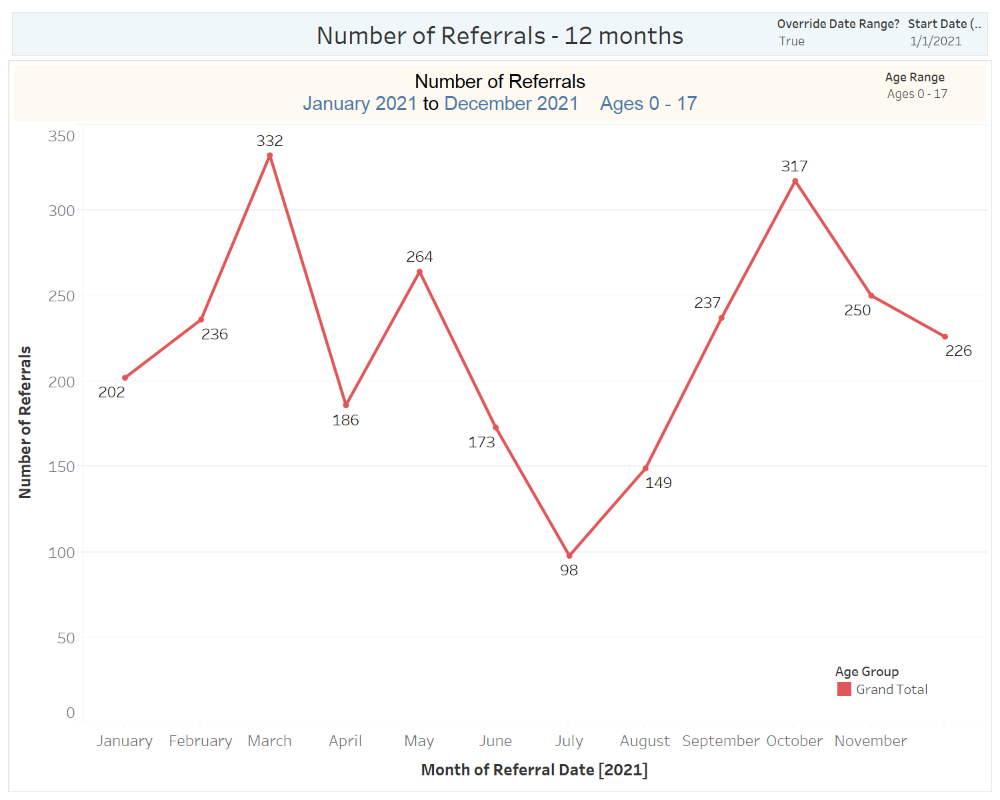 Number of Referrals - 12 months
Override Date Range? Start Date (..
True 1/1/2021
Number of Referrals
January 2021 to December 2021 Ages 0 - 17
Age Range
Ages 0 - 17
350
332
317
300
264
250
237
250
236
226
200
202
186
173
150
149
100
98
50
0
Number of Referrals
Age Group
Grand Total
January February March April May June July August September October November
Month of Referral Date [2021]